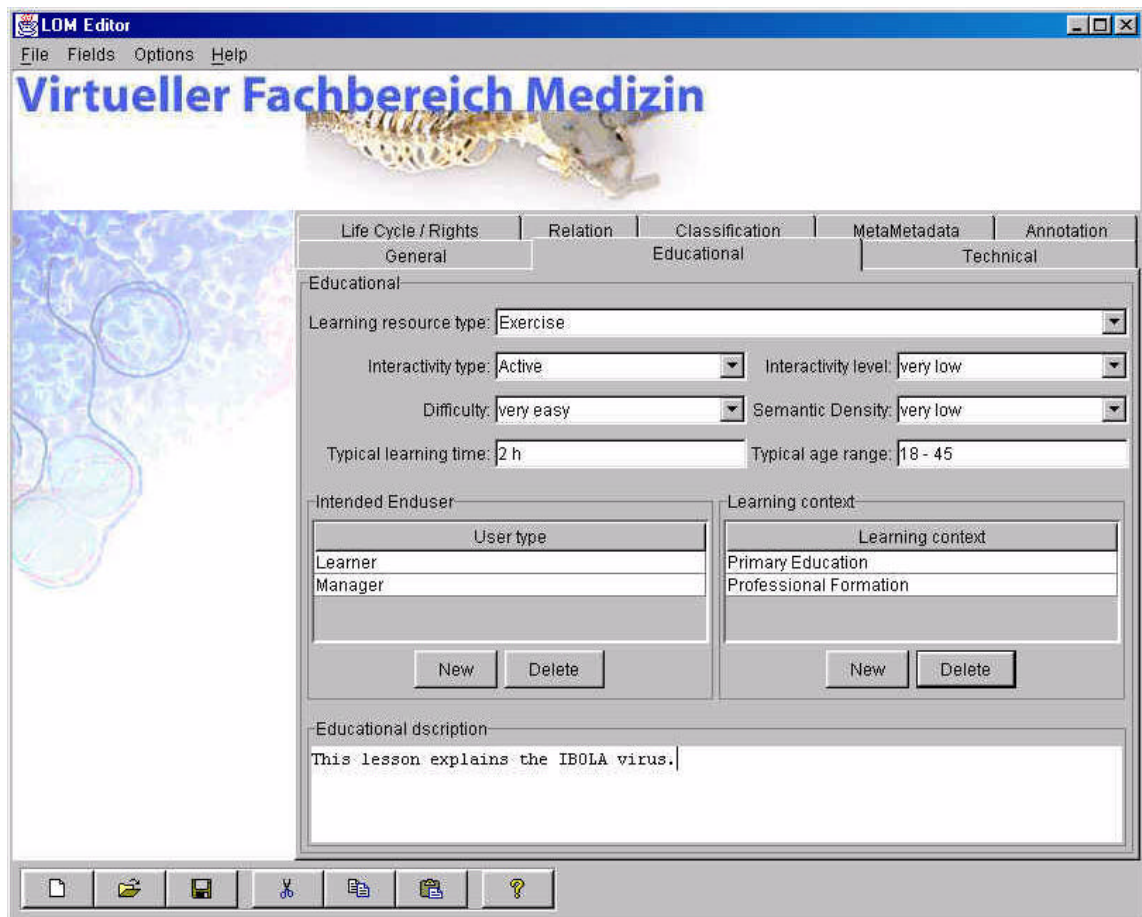 LOM Editor
File Fields Options Help
Virtueller Fachbereich Medizin
Life Cycle / Rights Relation Classification MetaMetadata Annotation
General Educational Technical
Educational
Learning resource type: Exercise
Interactivity type: Active Interactivity level: very low
Difficulty: very easy Semantic Density: very low
Typical learning time: 2 h Typical age range: 18 - 45
Intended Enduser Learning context
User type Learning context
Learner Primary Education
Manager Professional Formation
New Delete New Delete
Educational dscription
This lesson explains the IBOLA virus.